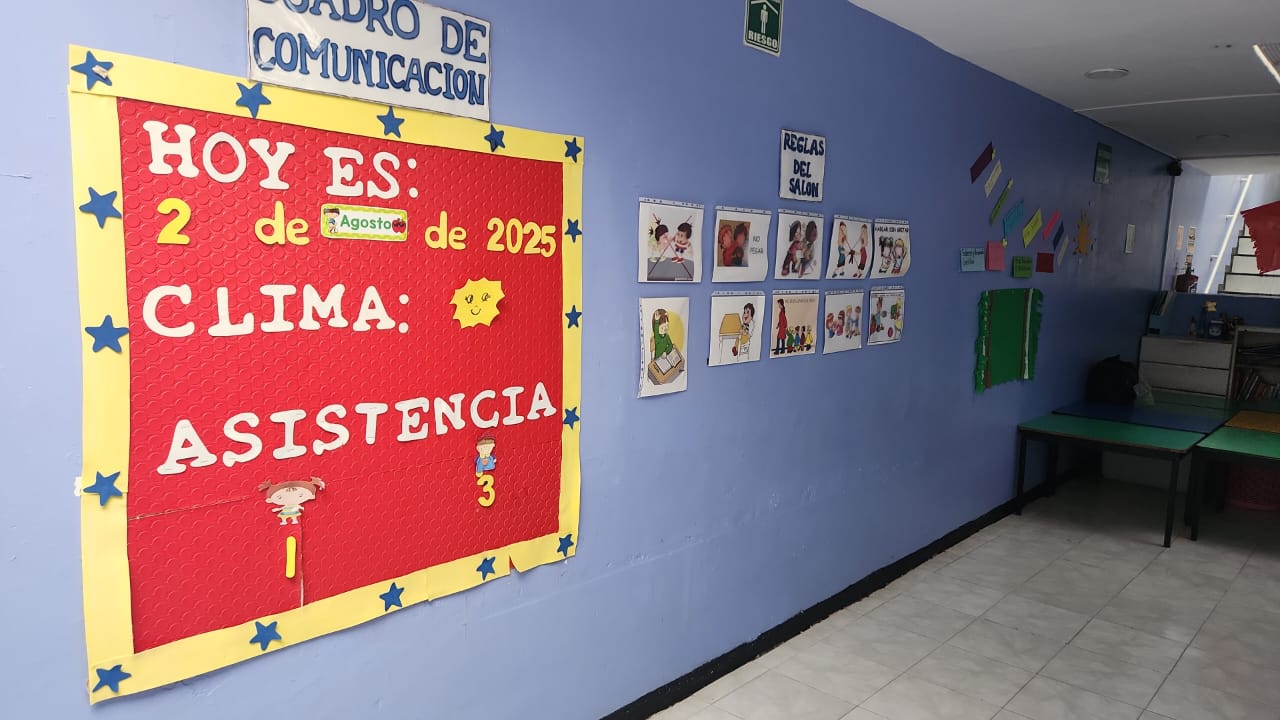 CUADRO DE
COMUNICACION
HOY ES:
2 de Agosto de 2025
CLIMA:
ASISTENCIA
1
3
RIESGO
REGLAS
DEL
SALON
NO
PEGAR